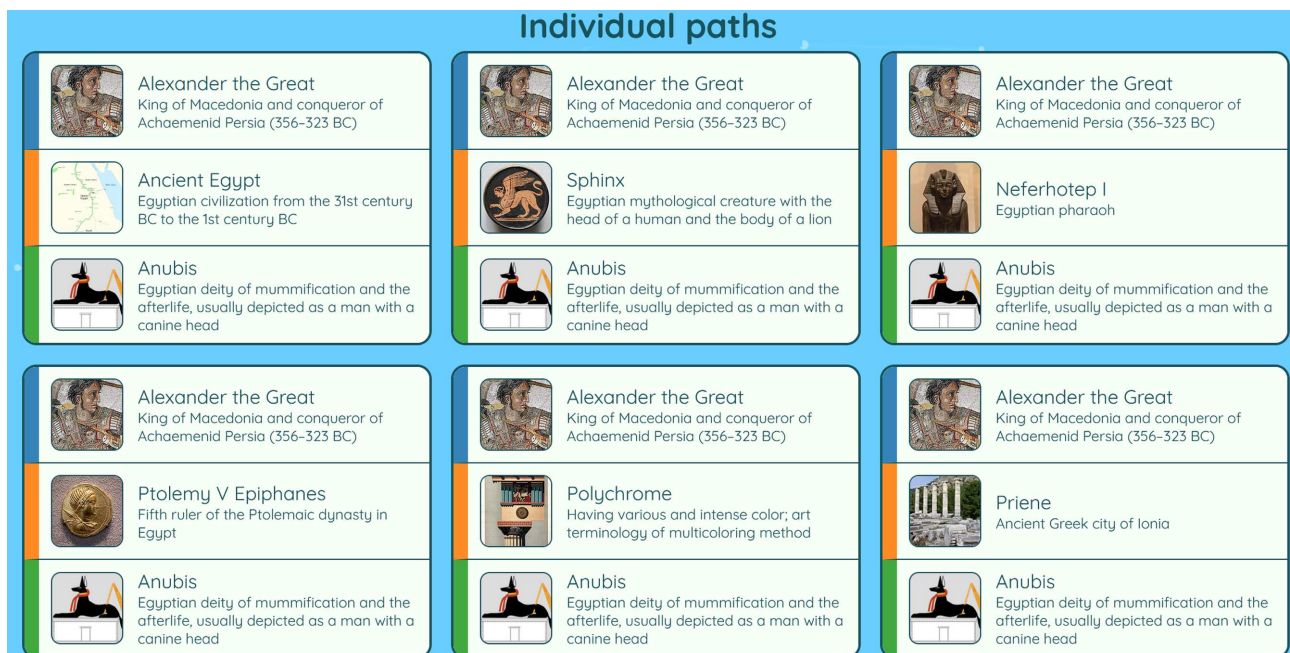 Individual paths
Alexander the Great
King of Macedonia and conqueror of
Achaemenid Persia (356–323 BC)
Ancient Egypt
Egyptian civilization from the 31st century
BC to the 1st century BC
Anubis
Egyptian deity of mummification and the
afterlife, usually depicted as a man with a
canine head
Alexander the Great
King of Macedonia and conqueror of
Achaemenid Persia (356–323 BC)
Sphinx
Egyptian mythological creature with the
head of a human and the body of a lion
Anubis
Egyptian deity of mummification and the
afterlife, usually depicted as a man with a
canine head
Alexander the Great
King of Macedonia and conqueror of
Achaemenid Persia (356–323 BC)
Neferhotep I
Egyptian pharaoh
Anubis
Egyptian deity of mummification and the
afterlife, usually depicted as a man with a
canine head
Alexander the Great
King of Macedonia and conqueror of
Achaemenid Persia (356–323 BC)
Ptolemy V Epiphanes
Fifth ruler of the Ptolemaic dynasty in
Egypt
Anubis
Egyptian deity of mummification and the
afterlife, usually depicted as a man with a
canine head
Alexander the Great
King of Macedonia and conqueror of
Achaemenid Persia (356–323 BC)
Polychrome
Having various and intense color; art
terminology of multicoloring method
Anubis
Egyptian deity of mummification and the
afterlife, usually depicted as a man with a
canine head
Alexander the Great
King of Macedonia and conqueror of
Achaemenid Persia (356–323 BC)
Priene
Ancient Greek city of Ionia
Anubis
Egyptian deity of mummification and the
afterlife, usually depicted as a man with a
canine head